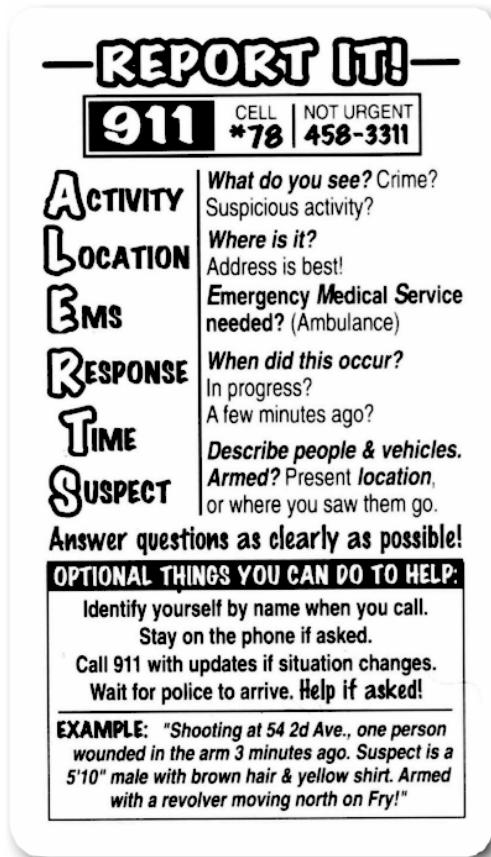 REPORT IT!
911
CELL
*78
NOT URGENT
458-3311
ACTIVITY
What do you see? Crime?
Suspicious activity?
LOCATION
Where is it?
Address is best!
EMS
Emergency Medical Service
needed? (Ambulance)
RESPONSE
TIME
When did this occur?
In progress?
A few minutes ago?
SUSPECT
Describe people & vehicles.
Armed? Present location,
or where you saw them go.
Answer questions as clearly as possible!
OPTIONAL THINGS YOU CAN DO TO HELP:
Identify yourself by name when you call.
Stay on the phone if asked.
Call 911 with updates if situation changes.
Wait for police to arrive. Help if asked!
EXAMPLE: "Shooting at 54 2d Ave., one person
wounded in the arm 3 minutes ago. Suspect is a
5'10" male with brown hair & yellow shirt. Armed
with a revolver moving north on Fry!"